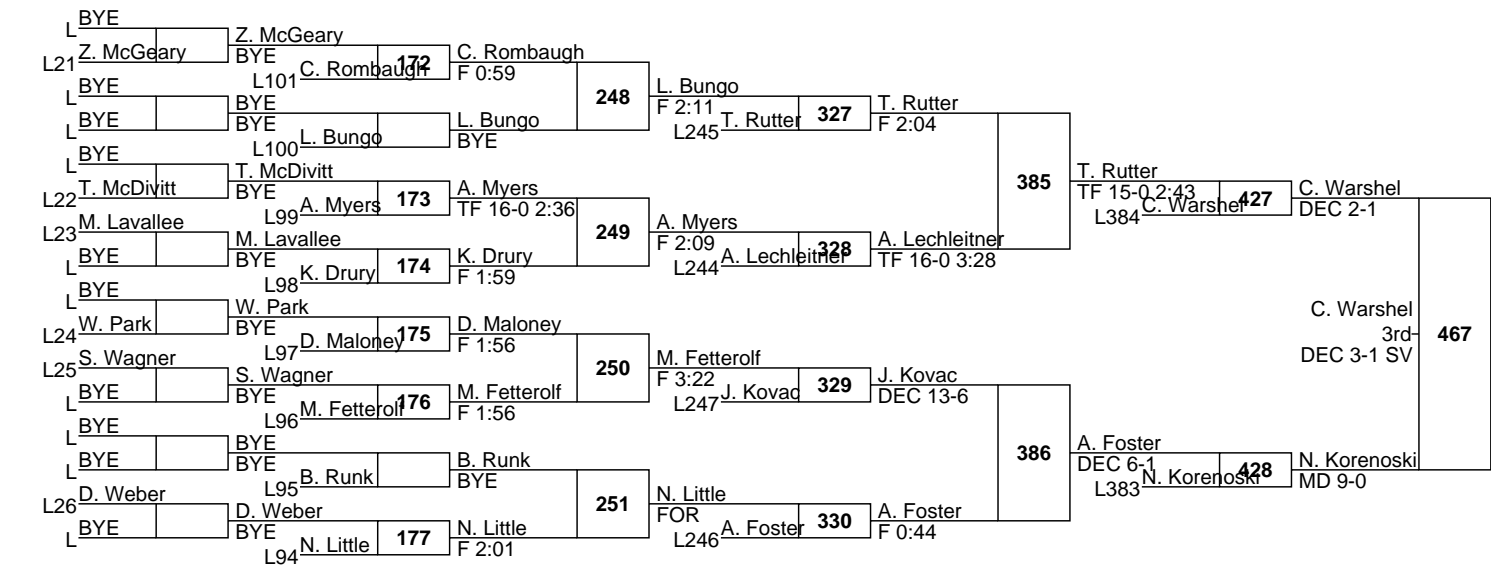 BYE
L
Z. McGeary
L21
BYE
L
BYE
L
BYE
L
T. McDivitt
L22
M. Lavallee
L23
BYE
L
BYE
L
W. Park
L24
S. Wagner
L25
BYE
L
BYE
L
BYE
L
D. Weber
L26
BYE
L
Z. McGeary
BYE
C. Rombaugh
L101
172
BYE
BYE
L. Bungo
L100
T. McDivitt
BYE
A. Myers
L99
173
M. Lavallee
BYE
K. Drury
L98
174
W. Park
BYE
D. Maloney
L97
175
S. Wagner
BYE
M. Fetterolf
L96
176
BYE
BYE
B. Runk
L95
D. Weber
BYE
N. Little
L94
177
C. Rombaugh
F 0:59
248
L. Bungo
BYE
A. Myers
TF 16-0 2:36
249
K. Drury
F 1:59
D. Maloney
F 1:56
250
M. Fetterolf
F 1:56
B. Runk
BYE
251
N. Little
F 2:01
L. Bungo
F 2:11
T. Rutter
L245
327
A. Myers
F 2:09
A. Lechleitner
L244
328
M. Fetterolf
F 3:22
J. Kovac
L247
329
N. Little
FOR
A. Foster
L246
330
T. Rutter
F 2:04
385
A. Lechleitner
TF 16-0 3:28
J. Kovac
DEC 13-6
386
A. Foster
F 0:44
T. Rutter
TF 15-0 2:43
C. Warshel
L384
427
A. Foster
DEC 6-1
N. Korenoski
L383
428
C. Warshel
DEC 2-1
N. Korenoski
MD 9-0
C. Warshel
3rd
DEC 3-1 SV
467